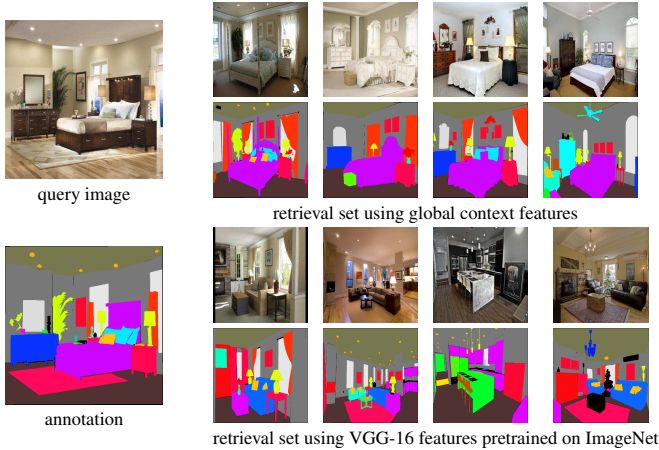 query image
retrieval set using global context features
annotation
retrieval set using VGG-16 features pretrained on ImageNet